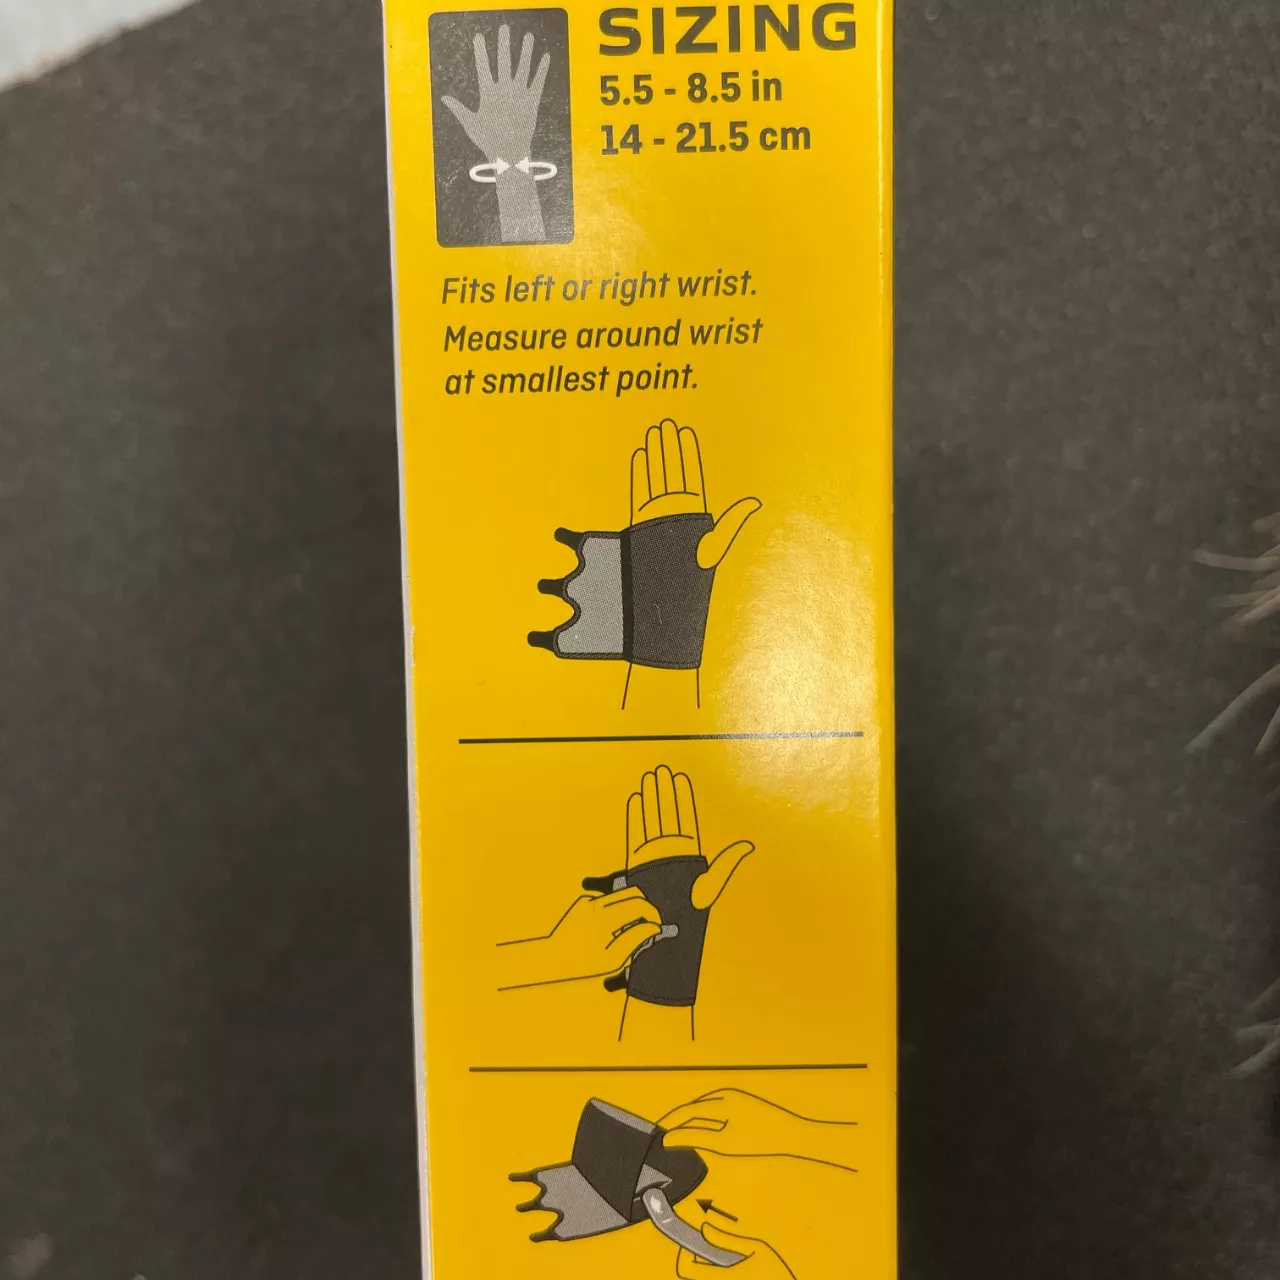 SIZING
5.5 - 8.5 in
14 - 21.5 cm
Fits left or right wrist.
Measure around wrist
at smallest point.